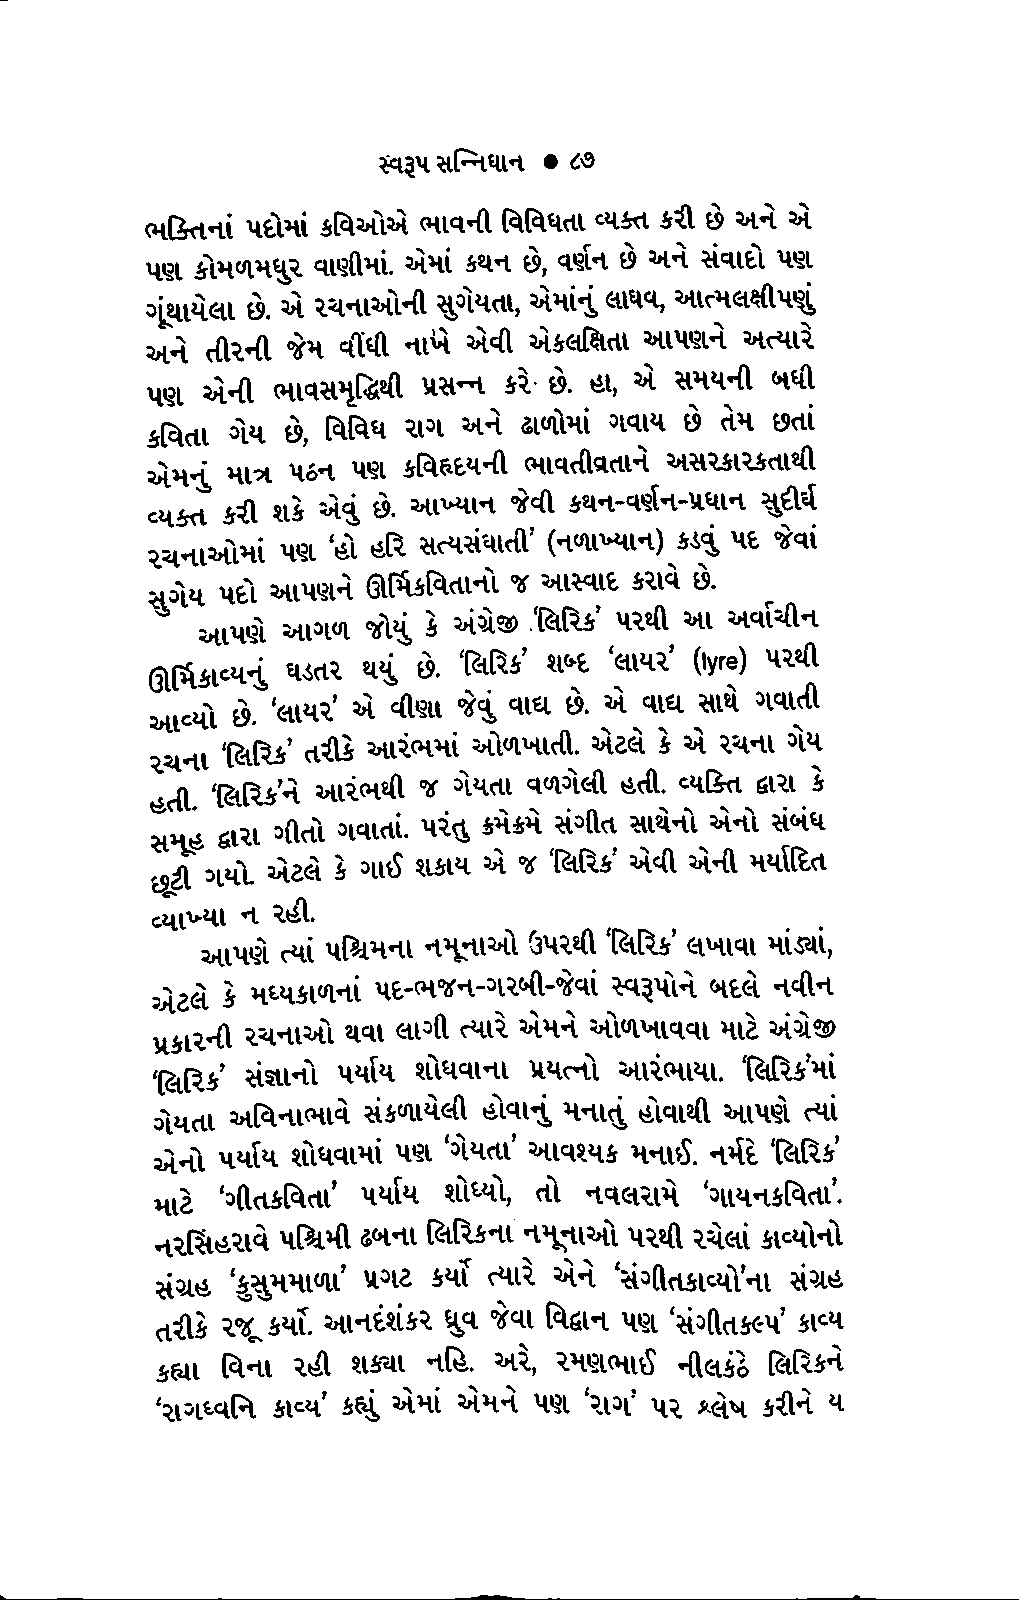 સ્વરૂપ સન્નિધાન ● ૮૭
ભક્તિનાં પદોમાં કવિઓએ ભાવની વિવિધતા વ્યક્ત કરી છે અને એ
પણ કોમળમધુર વાણીમાં. એમાં કથન છે, વર્ણન છે અને સંવાદો પણ
ગૂંથાયેલા છે. એ રચનાઓની સુગેયતા, એમાંનું લાઘવ, આત્મલક્ષીપણું
અને તીરની જેમ વીંધી નાખે એવી એકલક્ષિતા આપણને અત્યારે
પણ એની ભાવસમૃદ્ધિથી પ્રસન્ન કરે છે. હા, એ સમયની બધી
કવિતા ગેય છે, વિવિધ રાગ અને ઢાળોમાં ગવાય છે તેમ છતાં
એમનું માત્ર પઠન પણ કવિહૃદયની ભાવતીવ્રતાને અસરકારકતાથી
વ્યક્ત કરી શકે એવું છે. આખ્યાન જેવી કથન-વર્ણન-પ્રધાન સુદીર્ઘ
રચનાઓમાં પણ ‘હો હરિ સત્યસંઘાતી’ (નળાખ્યાન) કડવું પદ જેવાં
સુગેય પદો આપણને ઊર્મિકવિતાનો જ આસ્વાદ કરાવે છે.
આપણે આગળ જોયું કે અંગ્રેજી ‘લિરિક’ પરથી આ અર્વાચીન
ઊર્મિકાવ્યનું ઘડતર થયું છે. ‘લિરિક’ શબ્દ ‘લાયર’ (lyre) પરથી
આવ્યો છે. ‘લાયર’ એ વીણા જેવું વાદ્ય છે. એ વાદ્ય સાથે ગવાતી
રચના ‘લિરિક’ તરીકે આરંભમાં ઓળખાતી. એટલે કે એ રચના ગેય
હતી. ‘લિરિક’ને આરંભથી જ ગેયતા વળગેલી હતી. વ્યક્તિ દ્વારા કે
સમૂહ દ્વારા ગીતો ગવાતાં. પરંતુ ક્રમેક્રમે સંગીત સાથેનો એનો સંબંધ
છૂટી ગયો. એટલે કે ગાઈ શકાય એ જ ‘લિરિક’ એવી એની મર્યાદિત
વ્યાખ્યા ન રહી.
આપણે ત્યાં પશ્ચિમના નમૂનાઓ ઉપરથી ‘લિરિક’ લખાવા માંડ્યાં,
એટલે કે મધ્યકાળનાં પદ-ભજન-ગરબી-જેવાં સ્વરૂપોને બદલે નવીન
પ્રકારની રચનાઓ થવા લાગી ત્યારે એમને ઓળખાવવા માટે અંગ્રેજી
‘લિરિક’ સંજ્ઞાનો પર્યાય શોધવાના પ્રયત્નો આરંભાયા. ‘લિરિક’માં
ગેયતા અવિનાભાવે સંકળાયેલી હોવાનું મનાતું હોવાથી આપણે ત્યાં
એનો પર્યાય શોધવામાં પણ ‘ગેયતા’ આવશ્યક મનાઈ. નર્મદે ‘લિરિક’
માટે ‘ગીતકવિતા’ પર્યાય શોધ્યો, તો નવલરામે ‘ગાયનકવિતા’.
નરસિંહરાવે પશ્ચિમી ઢબના લિરિકના નમૂનાઓ પરથી રચેલાં કાવ્યોનો
સંગ્રહ ‘કુસુમમાળા’ પ્રગટ કર્યો ત્યારે એને ‘સંગીતકાવ્યો’ના સંગ્રહ
તરીકે રજૂ કર્યો. આનદંશંકર ધ્રુવ જેવા વિદ્વાન પણ ‘સંગીતકલ્પ’ કાવ્ય
કહ્યા વિના રહી શક્યા નહિ. અરે, રમણભાઈ નીલકંઠે લિરિકને
‘રાગધ્વનિ કાવ્ય’ કહ્યું એમાં એમને પણ ‘રાગ’ પર શ્લેષ કરીને ય